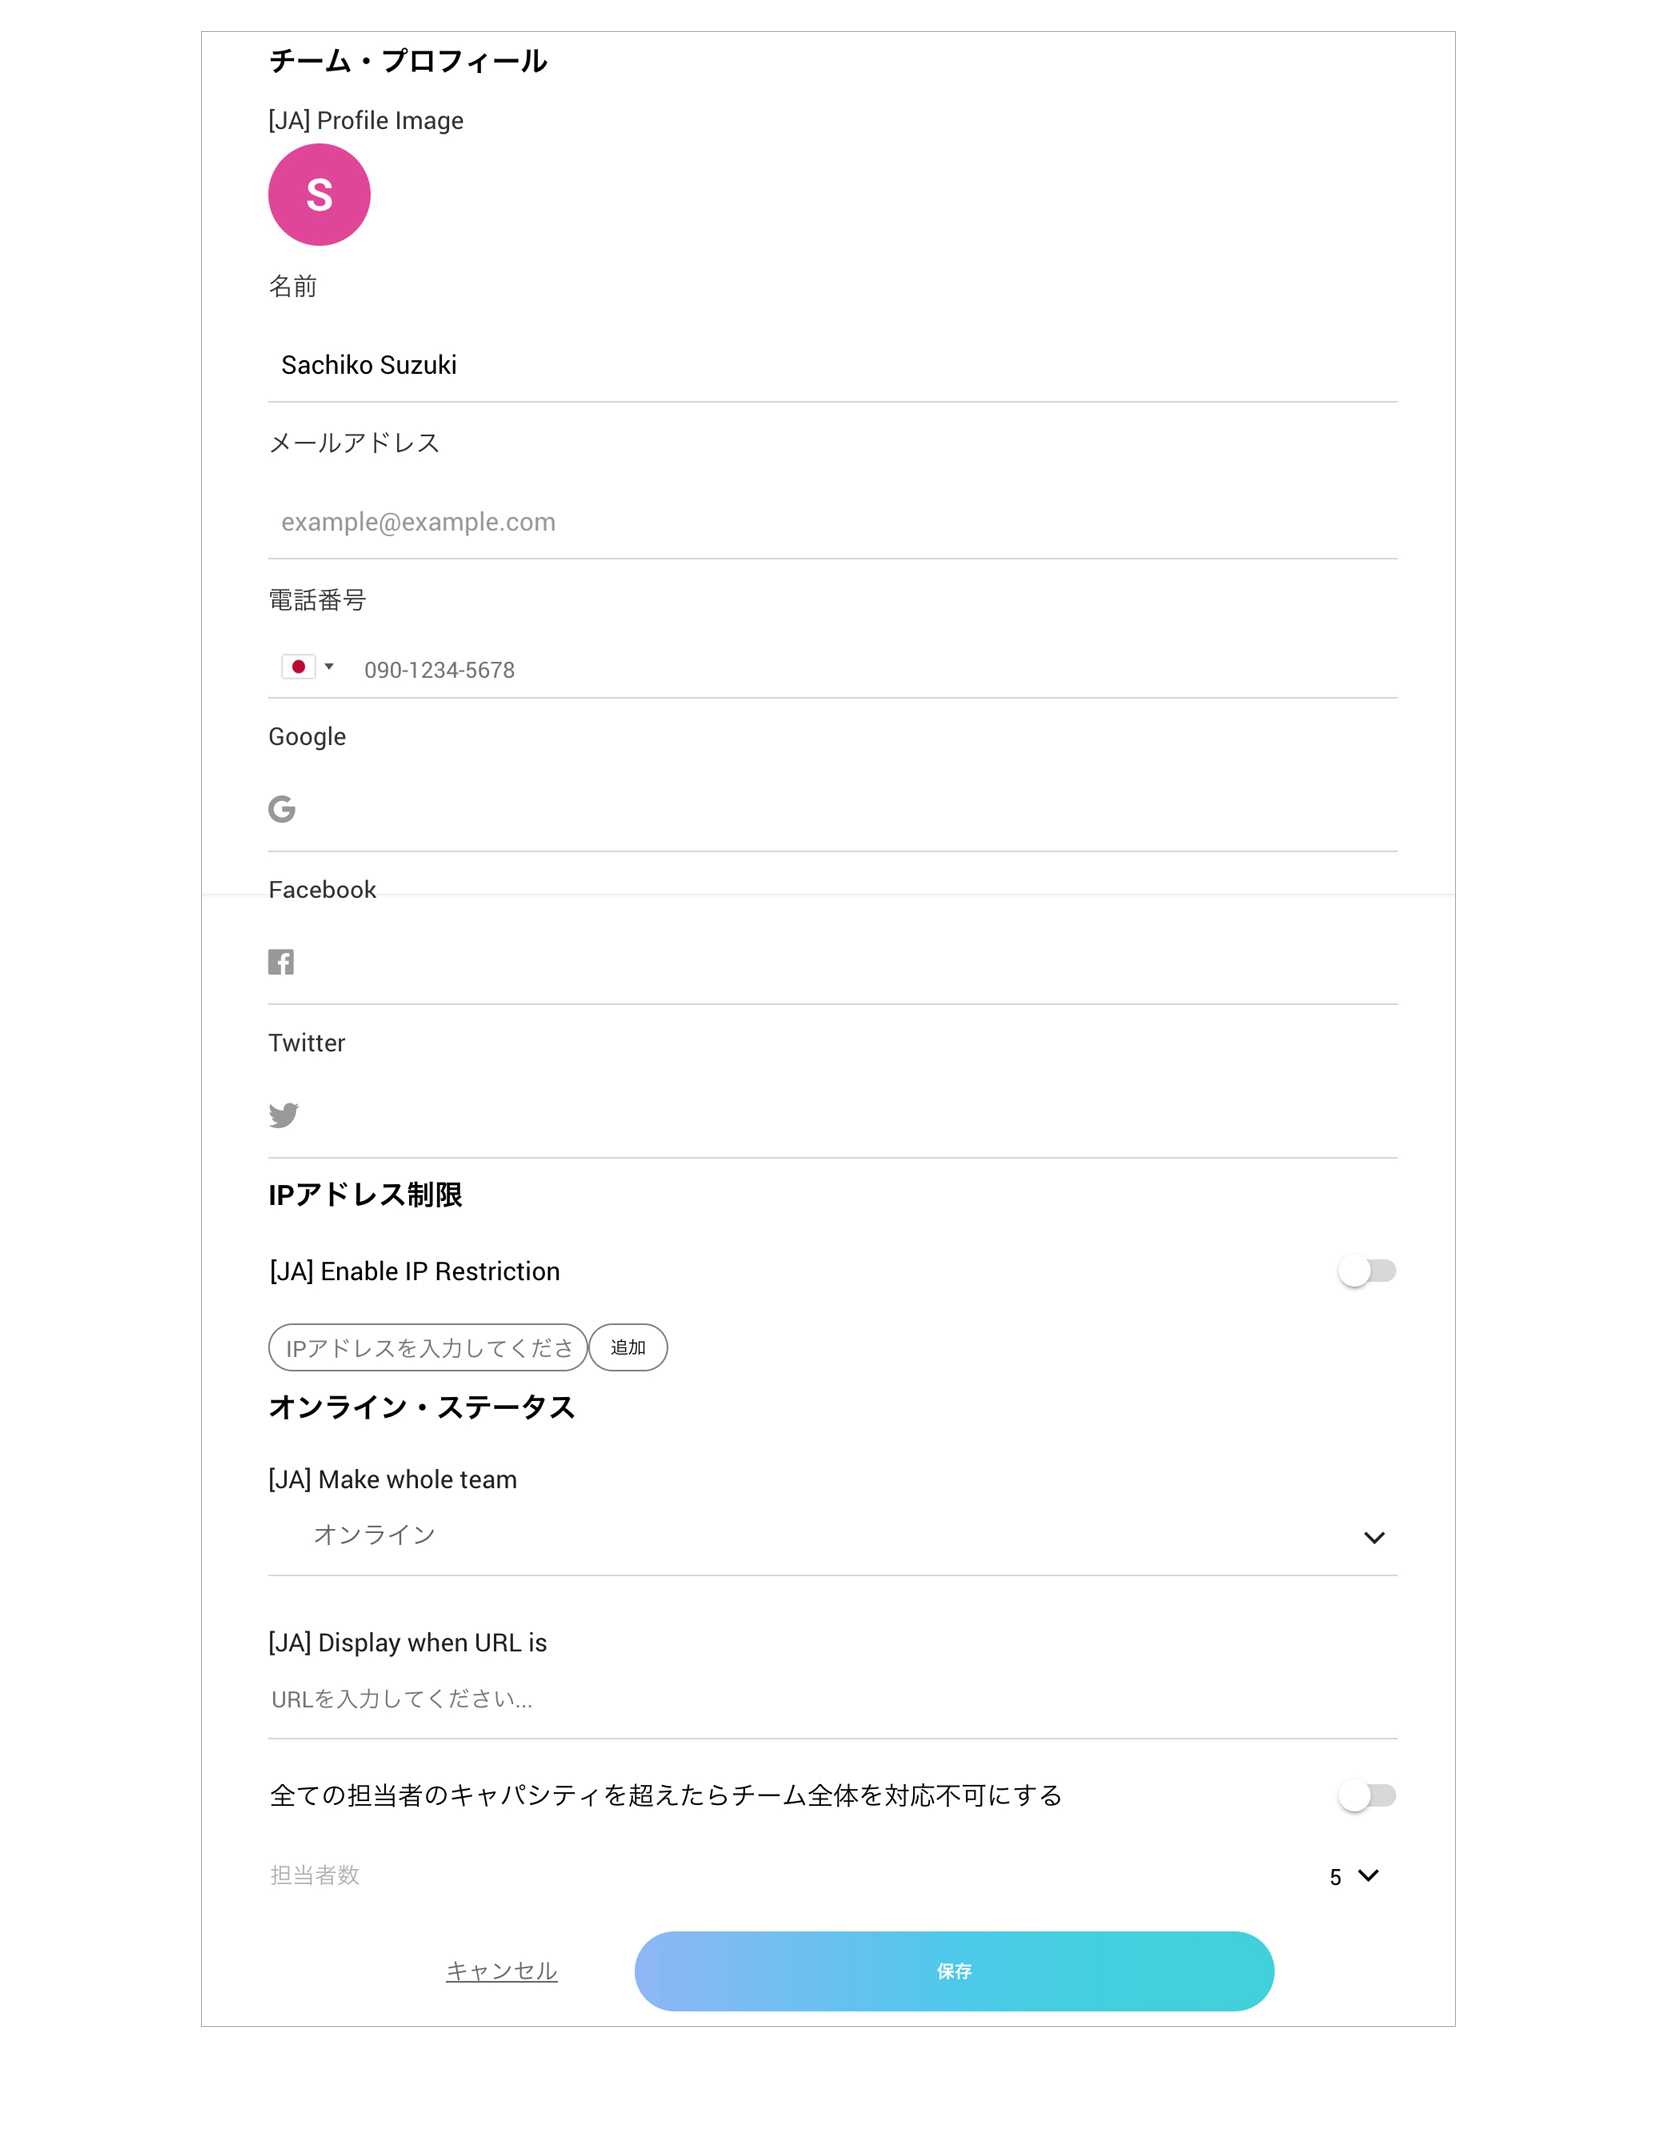 チーム・プロフィール
[JA] Profile Image
S
名前
Sachiko Suzuki
メールアドレス
example@example.com
電話番号
090-1234-5678
Google
Facebook
Twitter
IPアドレス制限
[JA] Enable IP Restriction
IPアドレスを入力してくださ
追加
オンライン・ステータス
[JA] Make whole team
オンライン
[JA] Display when URL is
URLを入力してください...
全ての担当者のキャパシティを超えたらチーム全体を対応不可にする
担当者数
5
キャンセル
保存